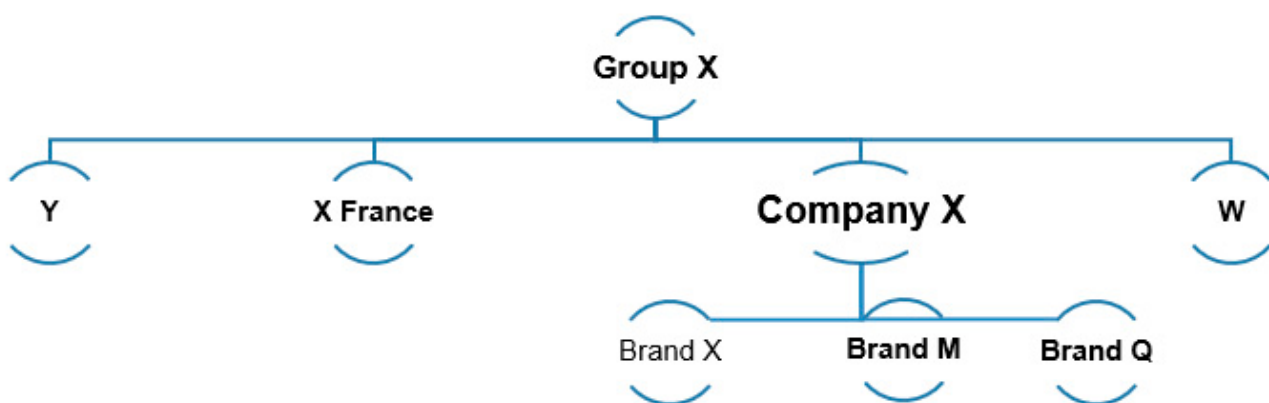 Group X
Y
X France
Company X
W
Brand X
Brand M
Brand Q